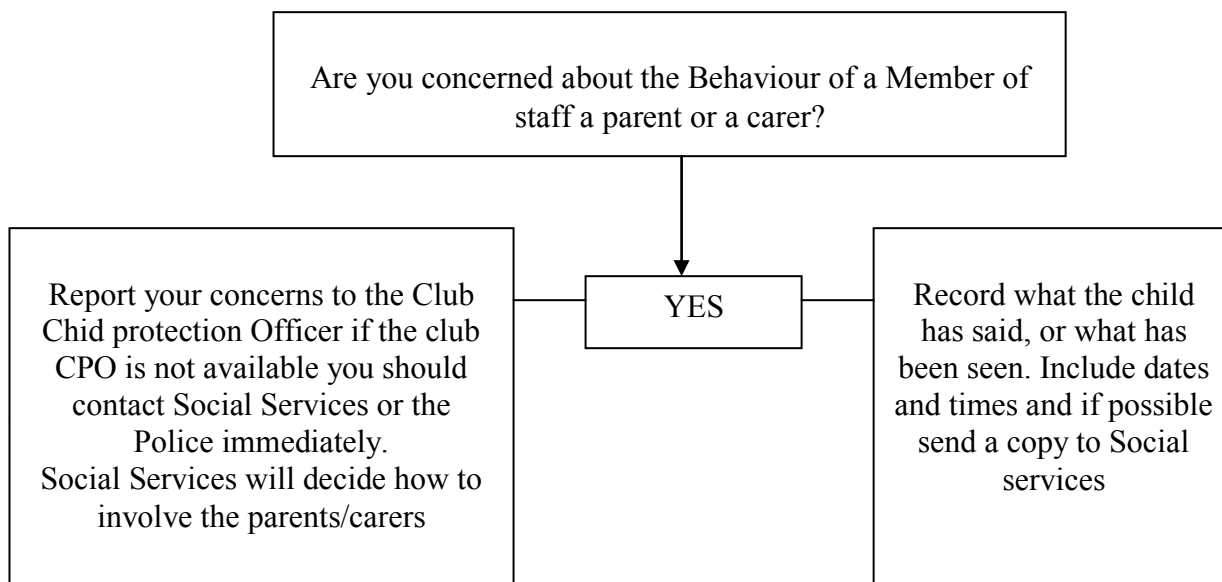 Are you concerned about the Behaviour of a Member of
staff a parent or a carer?
YES
Report your concerns to the Club
Chid protection Officer if the club
CPO is not available you should
contact Social Services or the
Police immediately.
Social Services will decide how to
involve the parents/carers
Record what the child
has said, or what has
been seen. Include dates
and times and if possible
send a copy to Social
services